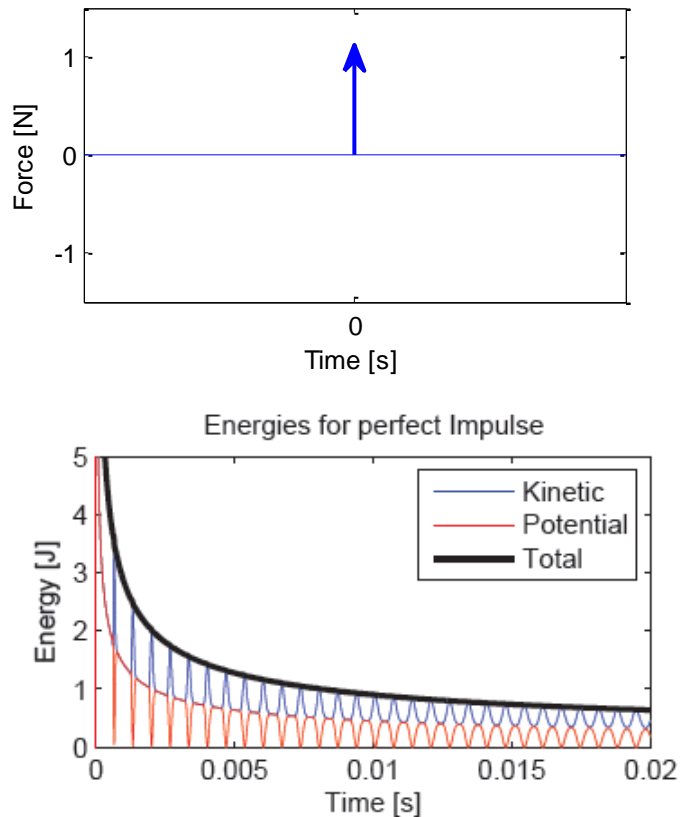 1
0
-1
Force [N]
0
Time [s]
Energies for perfect Impulse
5
4
3
2
1
0
Energy [J]
Kinetic
Potential
Total
0 0.005 0.01 0.015 0.02
Time [s]